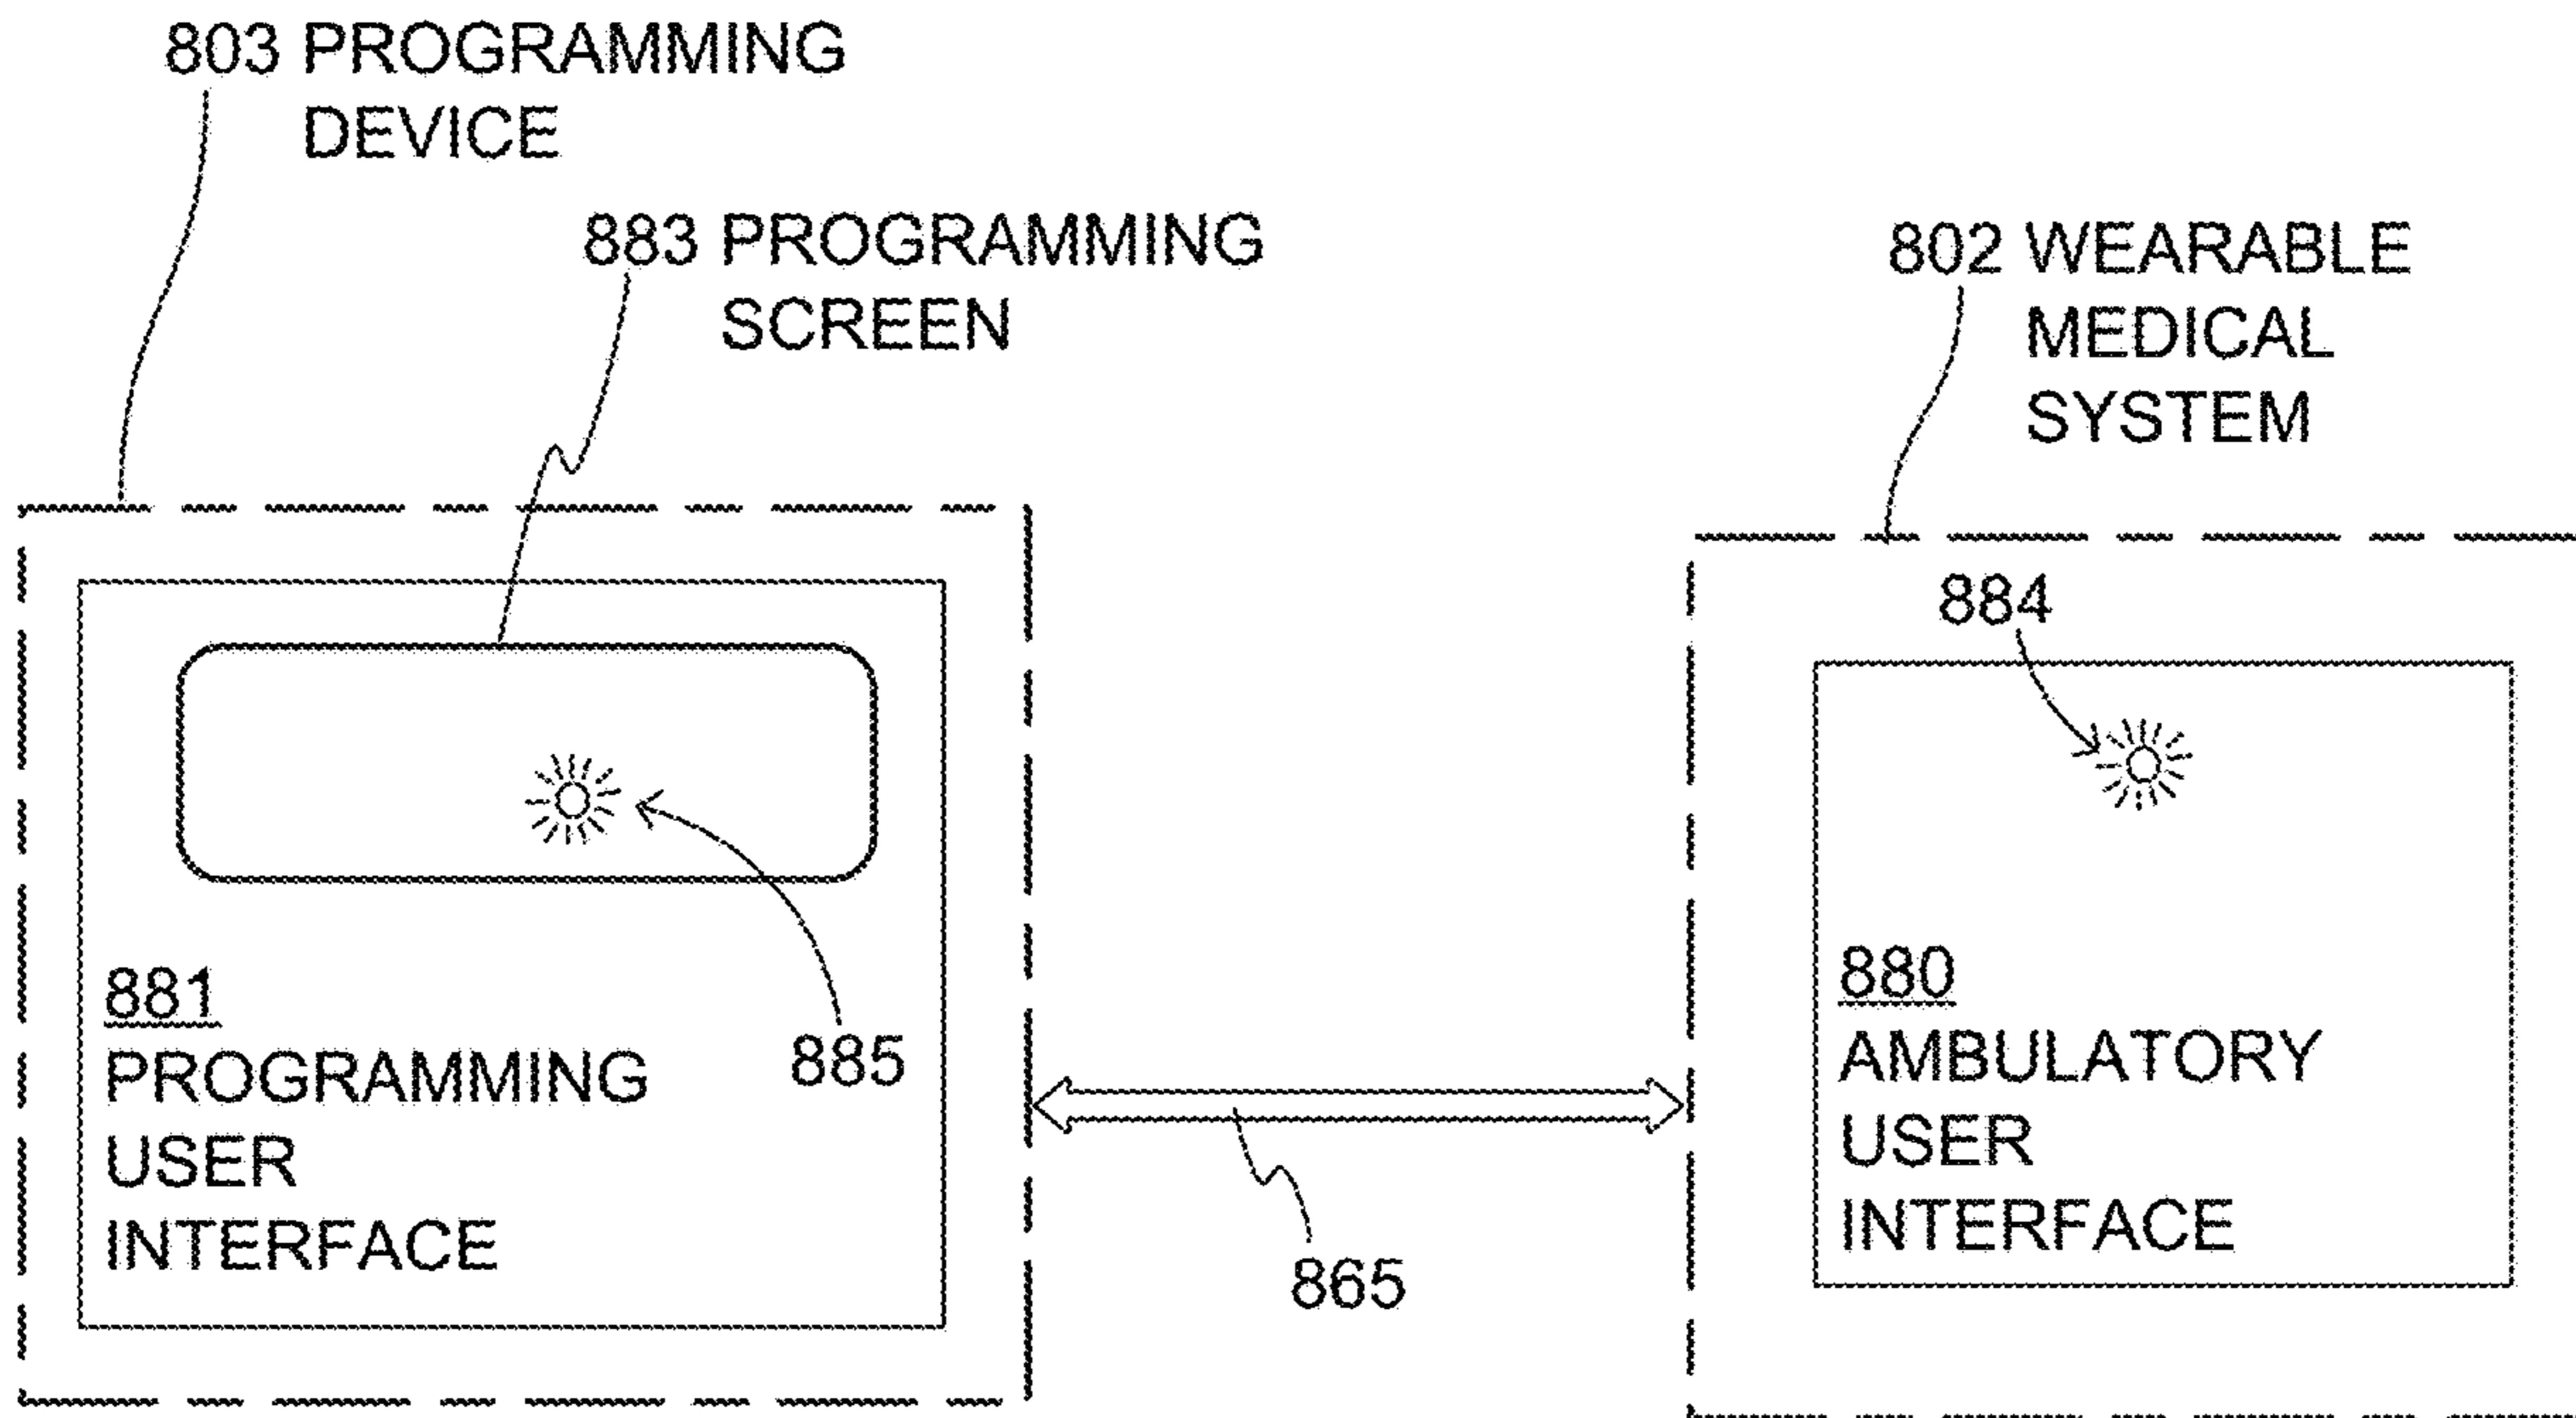 803 PROGRAMMING
DEVICE
883 PROGRAMMING
SCREEN
802 WEARABLE
MEDICAL
SYSTEM
884
885
881
PROGRAMMING
USER
INTERFACE
865
880
AMBULATORY
USER
INTERFACE